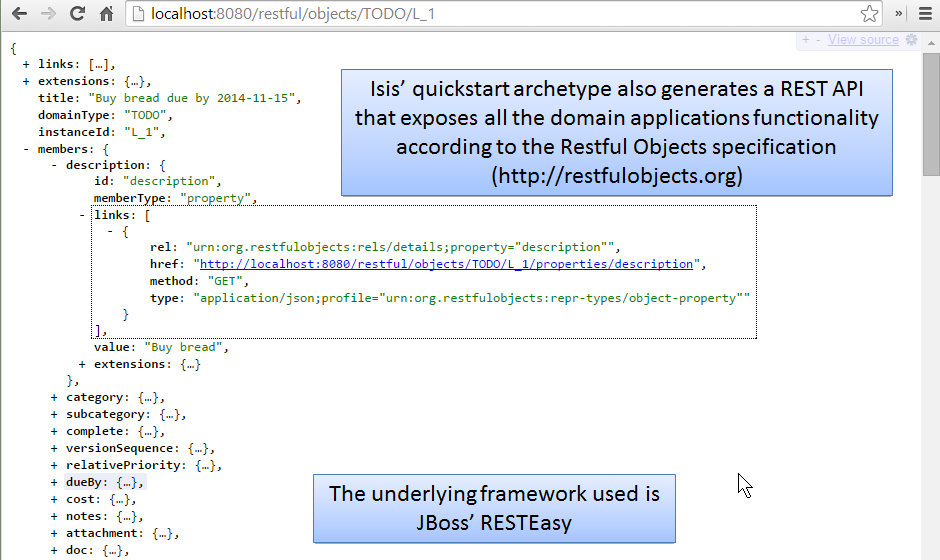 localhost:8080/restful/objects/TODO/L_1
+ - View source
{
+ links: […],
+ extensions: {…},
title: "Buy bread due by 2014-11-15",
domainType: "TODO",
instanceId: "L_1",
- members: {
- description: {
id: "description",
memberType: "property",
- links: [
- {
rel: "urn:org.restfulobjects:rels/details;property="description"",
href: "http://localhost:8080/restful/objects/TODO/L_1/properties/description",
method: "GET",
type: "application/json;profile="urn:org.restfulobjects:repr-types/object-property""
}
],
value: "Buy bread",
+ extensions: {…}
},
+ category: {…},
+ subcategory: {…},
+ complete: {…},
+ versionSequence: {…},
+ relativePriority: {…},
+ dueBy: {…},
+ cost: {…},
+ notes: {…},
+ attachment: {…},
+ doc: {…},
Isis’ quickstart archetype also generates a REST API
that exposes all the domain applications functionality
according to the Restful Objects specification
(http://restfulobjects.org)
The underlying framework used is
JBoss’ RESTEasy